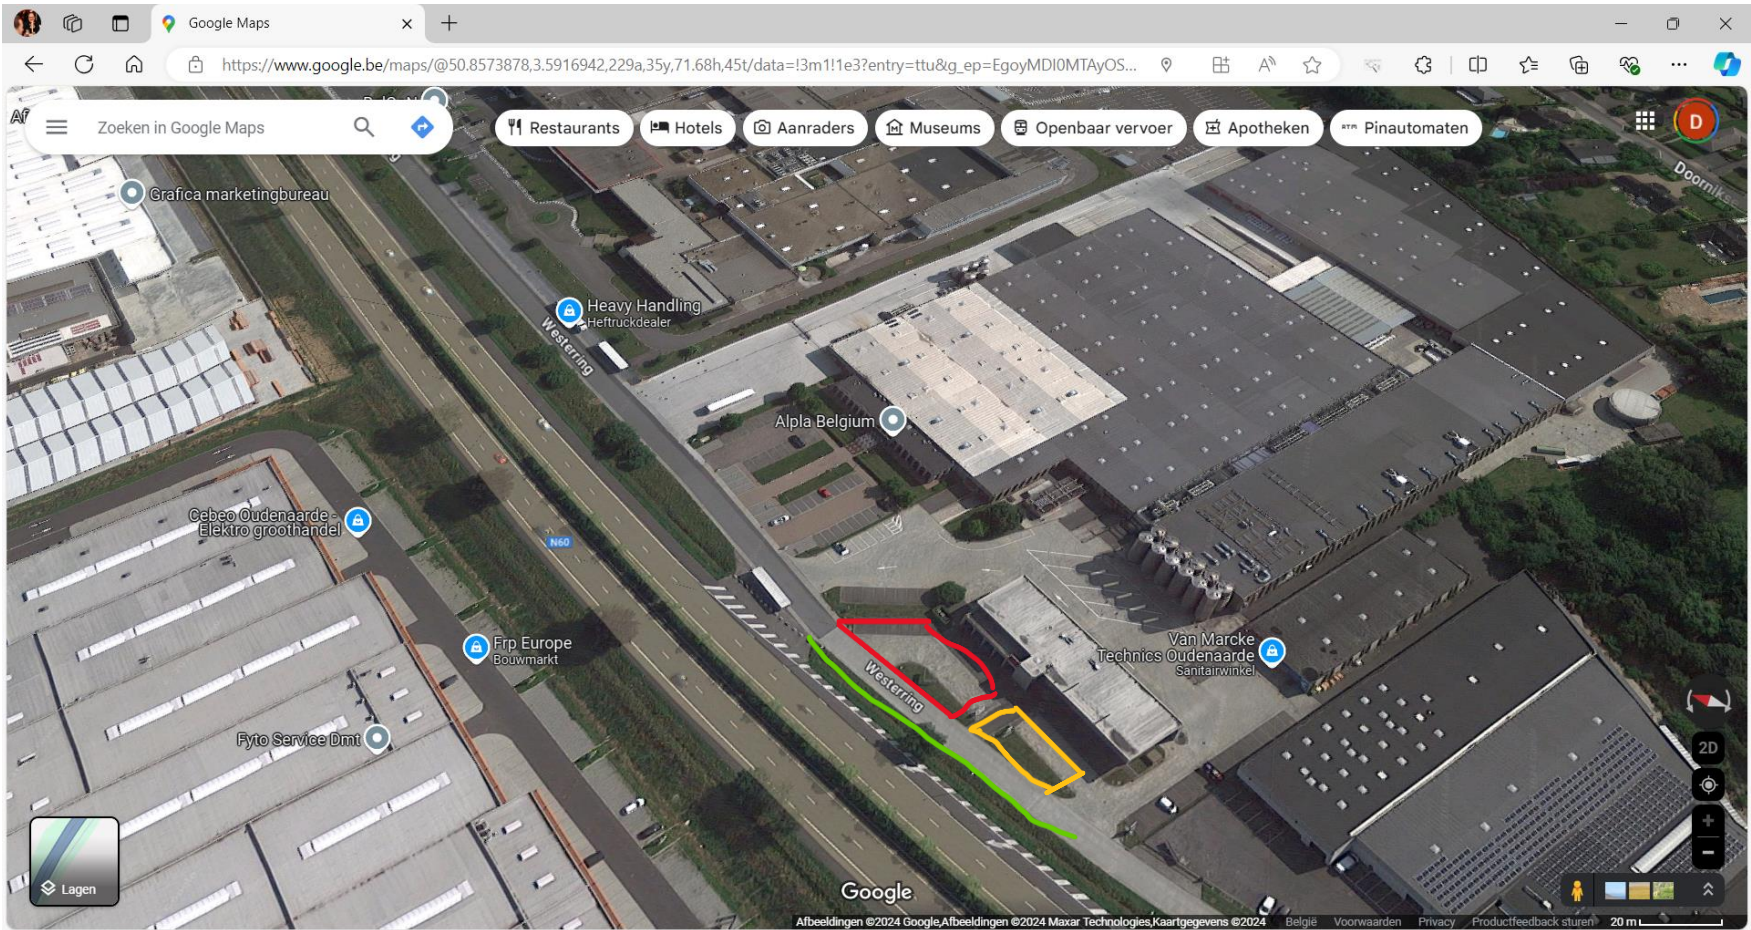 Google Maps
https://www.google.be/maps/@50.8573878,3.5916942,229a,35y,71.68h,45t/data=!3m1!1e3?entry=ttu&g_ep=EgoyMDI0MTAyOS...
Zoeken in Google Maps
Restaurants
Hotels
Aanraders
Museums
Openbaar vervoer
Apotheken
Pinautomaten
D
Grafica marketingbureau
Heavy Handling
Heftruckdealer
Westerring
Alpla Belgium
Cebeo Oudenaarde -
Elektro groothandel
N60
Frp Europe
Bouwmarkt
Van Marcke
Technics Oudenaarde
Sanitairwinkel
Westerring
Fyto Service Dmt
2D
Lagen
Google
Afbeeldingen ©2024 Google,Afbeeldingen ©2024 Maxar Technologies,Kaartgegevens ©2024
België
Voorwaarden
Privacy
Productfeedback sturen
20 m